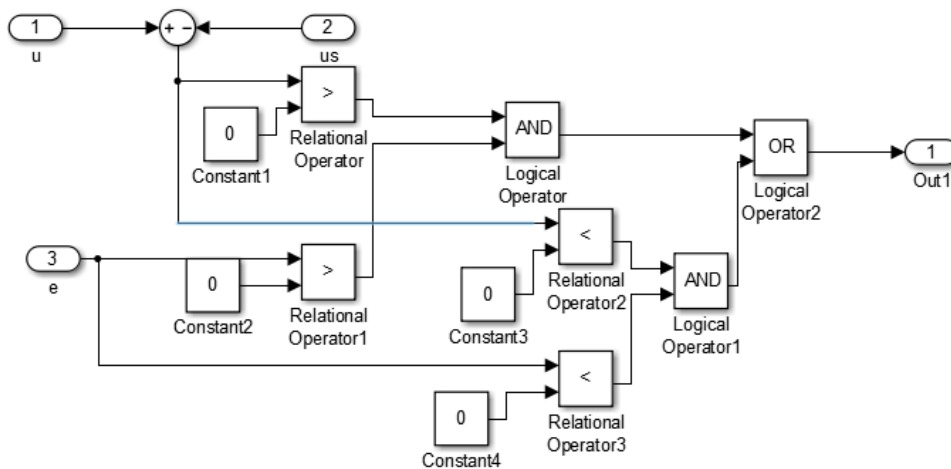 1
u
+ −
2
us
>
Relational
Operator
0
Constant1
AND
Logical
Operator
OR
Logical
Operator2
1
Out1
3
e
0
Constant2
>
Relational
Operator1
<
Relational
Operator2
0
Constant3
AND
Logical
Operator1
<
Relational
Operator3
0
Constant4